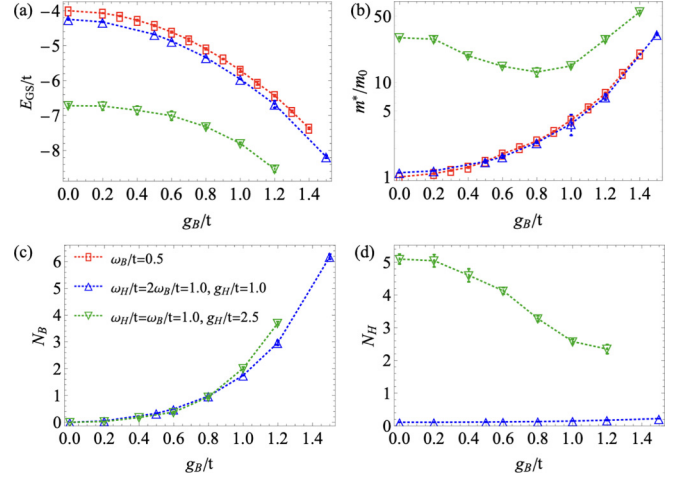 (a)
−4
−5
−6
−7
−8
E_GS/t
0.0 0.2 0.4 0.6 0.8 1.0 1.2 1.4
g_B/t
(b)
50
10
5
1
m*/m_0
0.0 0.2 0.4 0.6 0.8 1.0 1.2 1.4
g_B/t
(c)
6
5
4
3
2
1
0
N_B
ω_B/t=0.5
ω_H/t=2ω_B/t=1.0, g_H/t=1.0
ω_H/t=ω_B/t=1.0, g_H/t=2.5
0.0 0.2 0.4 0.6 0.8 1.0 1.2 1.4
g_B/t
(d)
6
5
4
3
2
1
0
N_H
0.0 0.2 0.4 0.6 0.8 1.0 1.2 1.4
g_B/t